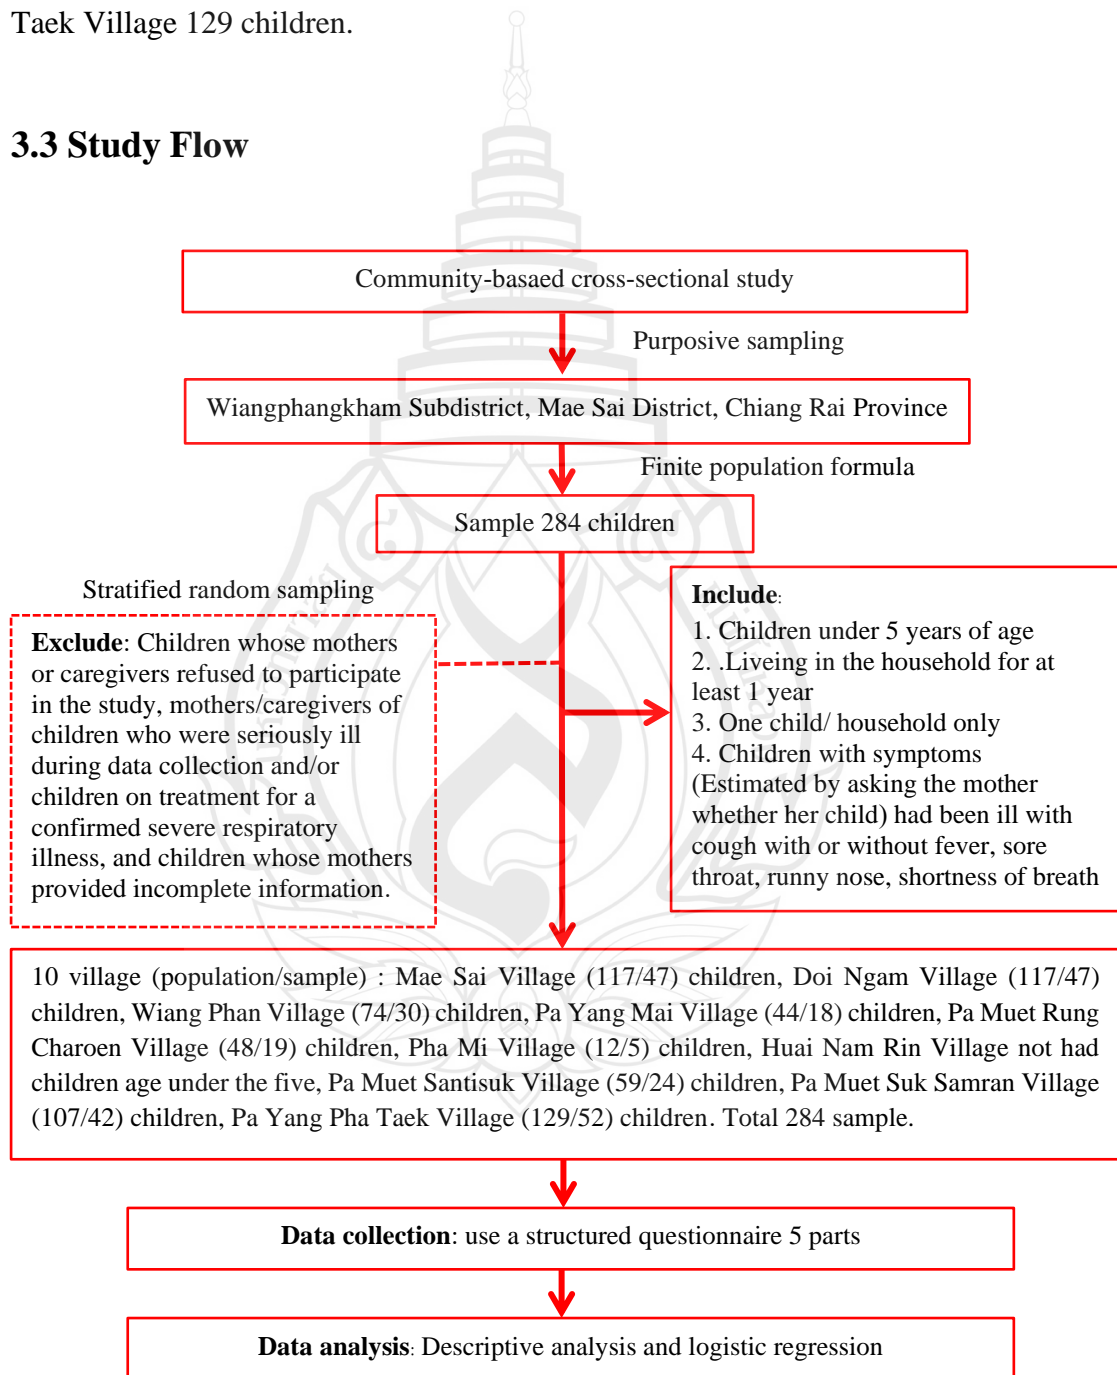 Taek Village 129 children.
3.3 Study Flow
Community-basaed cross-sectional study
Purposive sampling
Wiangphangkham Subdistrict, Mae Sai District, Chiang Rai Province
Finite population formula
Sample 284 children
Stratified random sampling
Exclude: Children whose mothers
or caregivers refused to participate
in the study, mothers/caregivers of
children who were seriously ill
during data collection and/or
children on treatment for a
confirmed severe respiratory
illness, and children whose mothers
provided incomplete information.
Include:
1. Children under 5 years of age
2. .Liveing in the household for at
least 1 year
3. One child/ household only
4. Children with symptoms
(Estimated by asking the mother
whether her child) had been ill with
cough with or without fever, sore
throat, runny nose, shortness of breath
10 village (population/sample) : Mae Sai Village (117/47) children, Doi Ngam Village (117/47)
children, Wiang Phan Village (74/30) children, Pa Yang Mai Village (44/18) children, Pa Muet Rung
Charoen Village (48/19) children, Pha Mi Village (12/5) children, Huai Nam Rin Village not had
children age under the five, Pa Muet Santisuk Village (59/24) children, Pa Muet Suk Samran Village
(107/42) children, Pa Yang Pha Taek Village (129/52) children. Total 284 sample.
Data collection: use a structured questionnaire 5 parts
Data analysis: Descriptive analysis and logistic regression